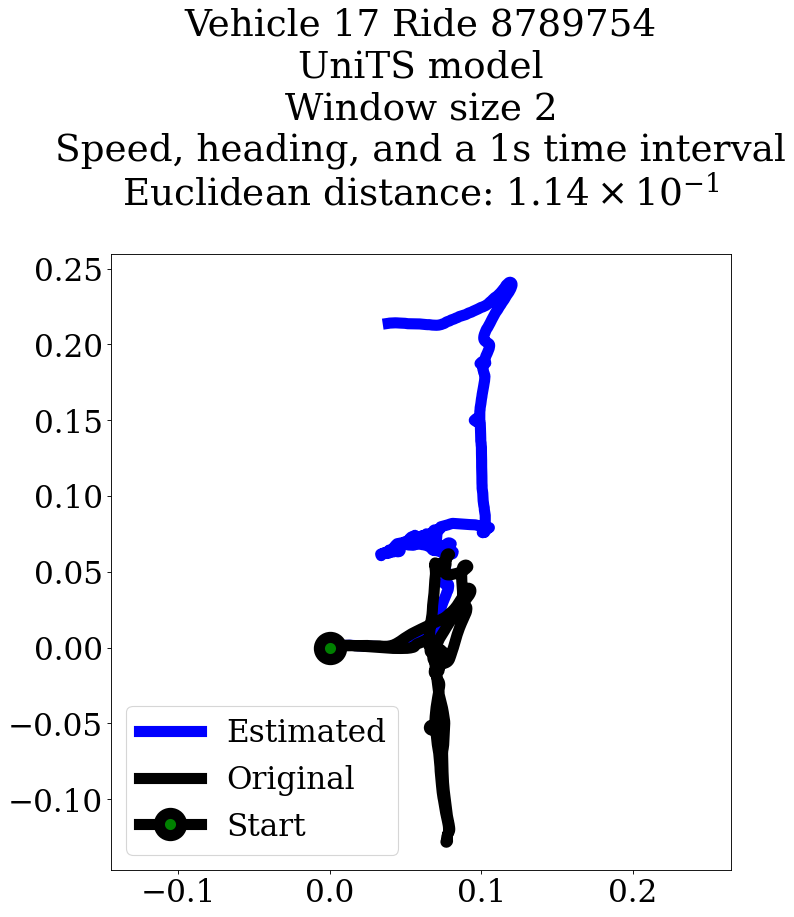 Vehicle 17 Ride 8789754
UniTS model
Window size 2
Speed, heading, and a 1s time interval
Euclidean distance: 1.14 × 10⁻¹
0.25
0.20
0.15
0.10
0.05
0.00
−0.05
−0.10
Estimated
Original
Start
−0.1 0.0 0.1 0.2